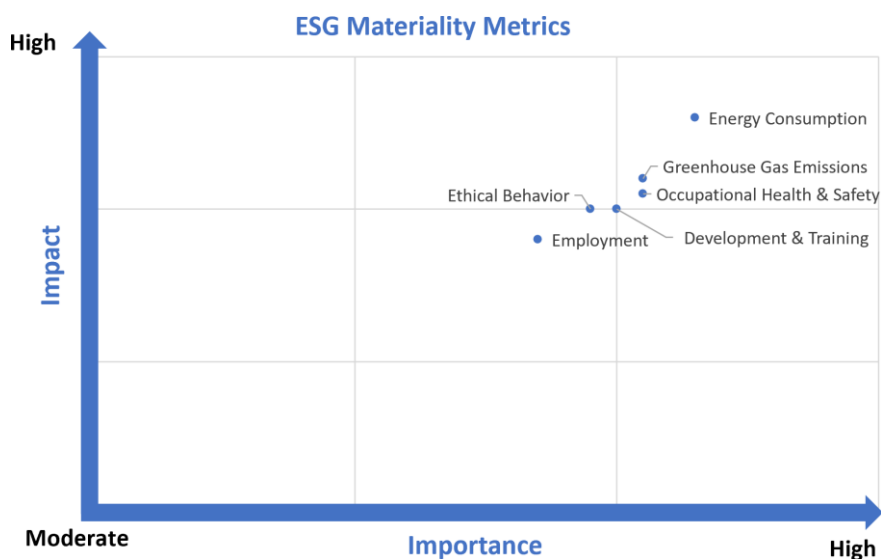 ESG Materiality Metrics
High
Energy Consumption
Greenhouse Gas Emissions
Ethical Behavior
Occupational Health & Safety
Employment
Development & Training
Impact
Moderate
Importance
High